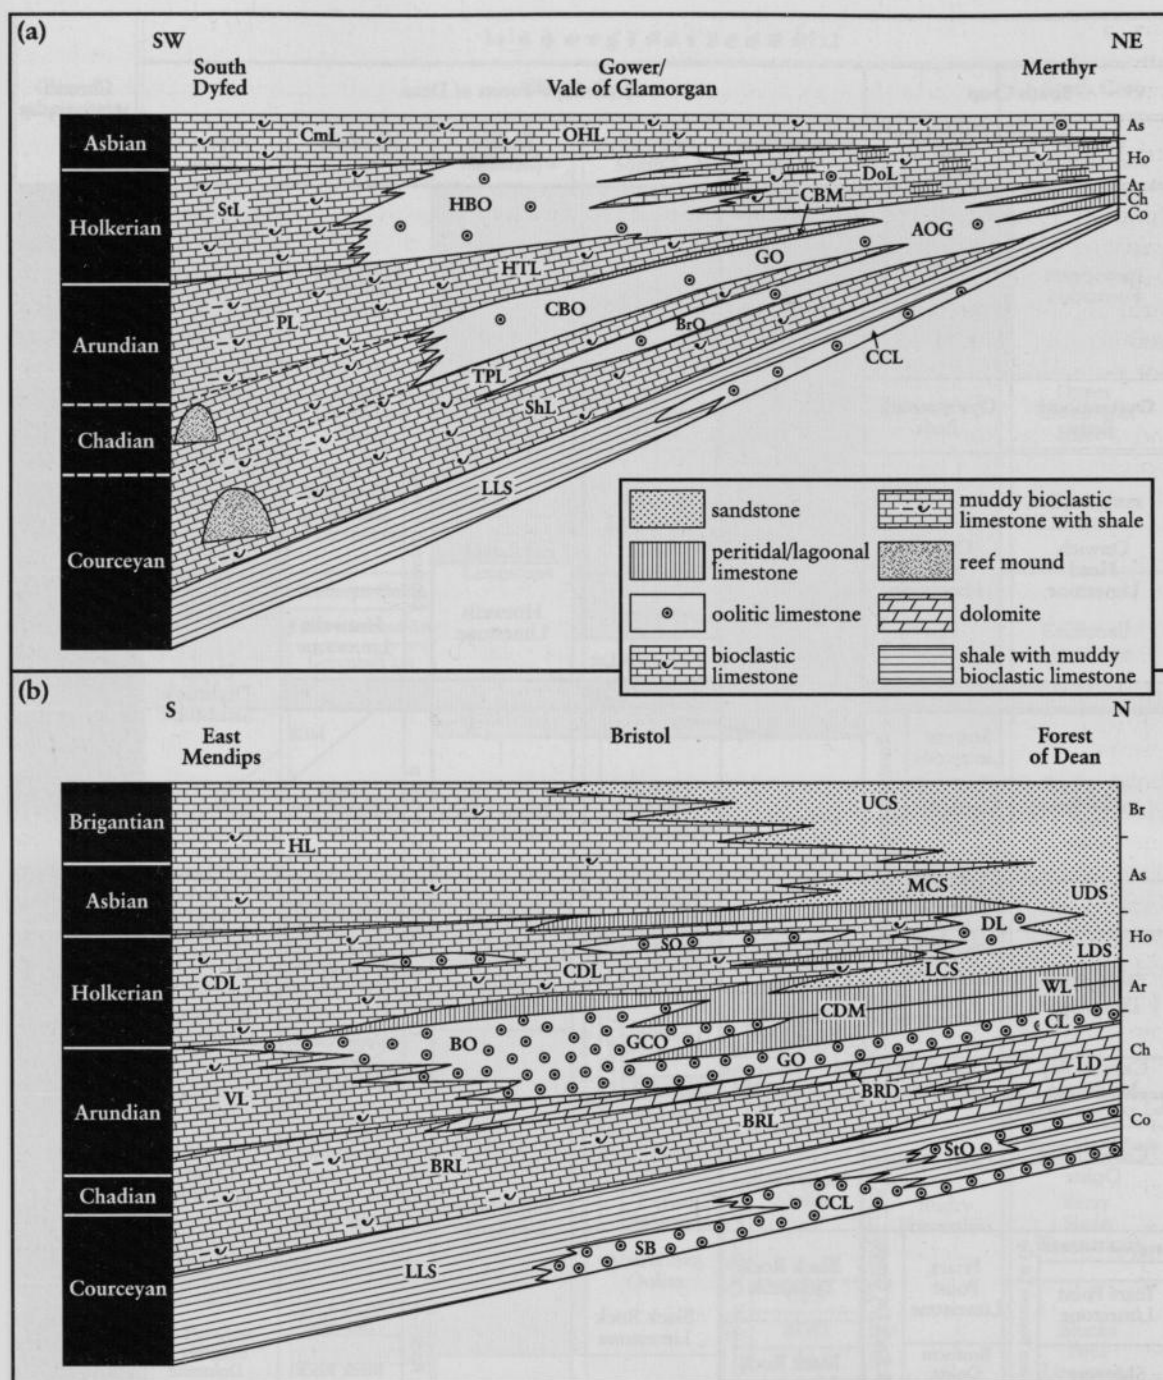 (a)
SW
NE
South
Dyfed
Gower/
Vale of Glamorgan
Merthyr
Asbian
Holkerian
Arundian
Chadian
Courceyan
CmL
OHL
As
StL
HBO
DoL
Ho
CBM
Ar
Ch
Co
AOG
HTL
GO
PL
CBO
BrO
CCL
TPL
ShL
LLS
sandstone
peritidal/lagoonal
limestone
oolitic limestone
bioclastic
limestone
muddy bioclastic
limestone with shale
reef mound
dolomite
shale with muddy
bioclastic limestone
(b)
S
N
East
Mendips
Bristol
Forest
of Dean
Brigantian
Asbian
Holkerian
Arundian
Chadian
Courceyan
UCS
Br
HL
MCS
As
UDS
DL
SO
Ho
CDL
CDL
LCS
LDS
WL
Ar
CDM
CL
BO
GCO
GO
Ch
LD
BRD
VL
BRL
Co
BRL
StO
CCL
SB
LLS